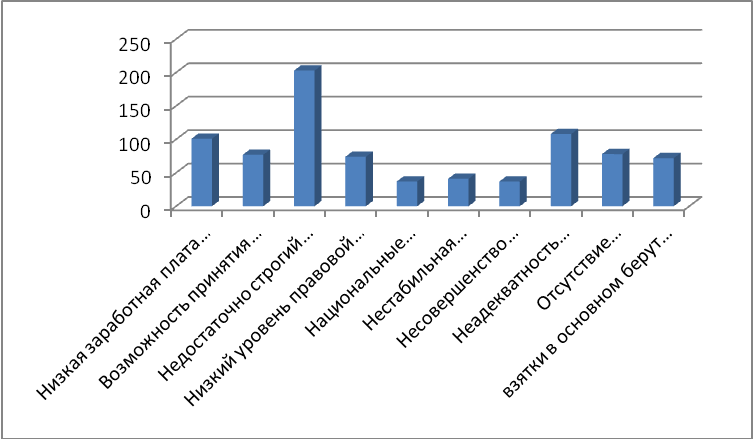 250
200
150
100
50
0
Низкая заработная плата...
Возможность принятия...
Недостаточно строгий...
Низкий уровень правовой...
Национальные...
Нестабильная...
Несовершенство...
Неадекватность...
Отсутствие...
взятки в основном берут...